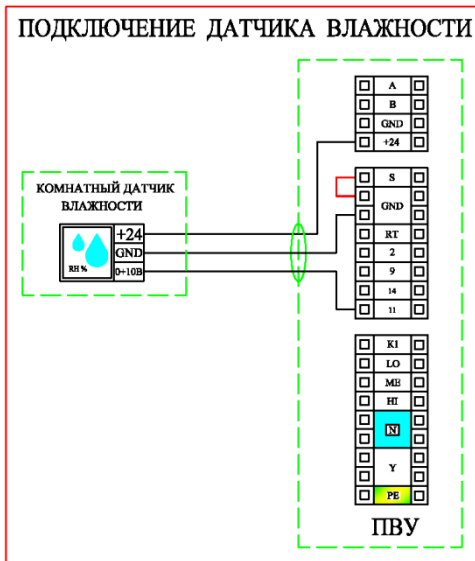 ПОДКЛЮЧЕНИЕ ДАТЧИКА ВЛАЖНОСТИ
A
B
GND
+24
КОМНАТНЫЙ ДАТЧИК
ВЛАЖНОСТИ
+24
GND
0÷10В
RH %
S
GND
RT
2
9
14
11
K1
LO
ME
HI
N
Y
PE
ПВУ